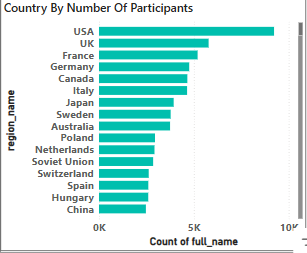 Country By Number Of Participants
region_name
USA
UK
France
Germany
Canada
Italy
Japan
Sweden
Australia
Poland
Netherlands
Soviet Union
Switzerland
Spain
Hungary
China
0K 5K 10K
Count of full_name